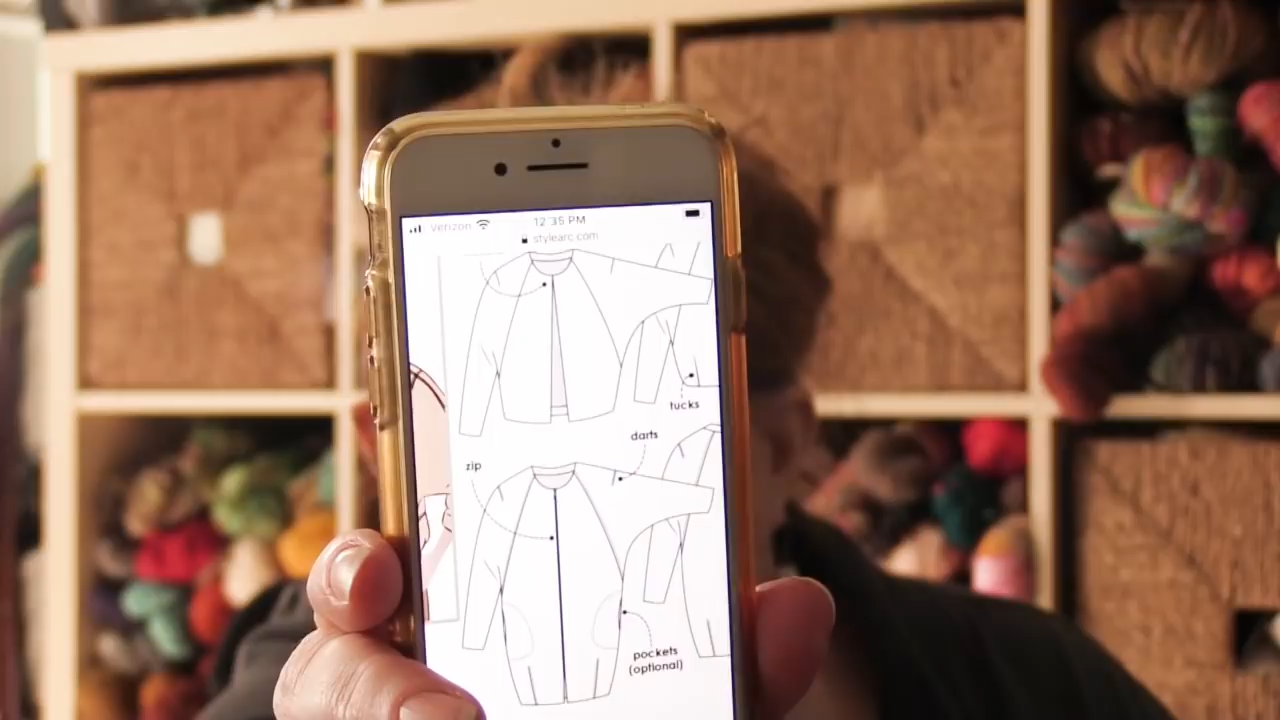 verizon 12:35 PM
stylearc.com
tucks
darts
zip
pockets
(optional)